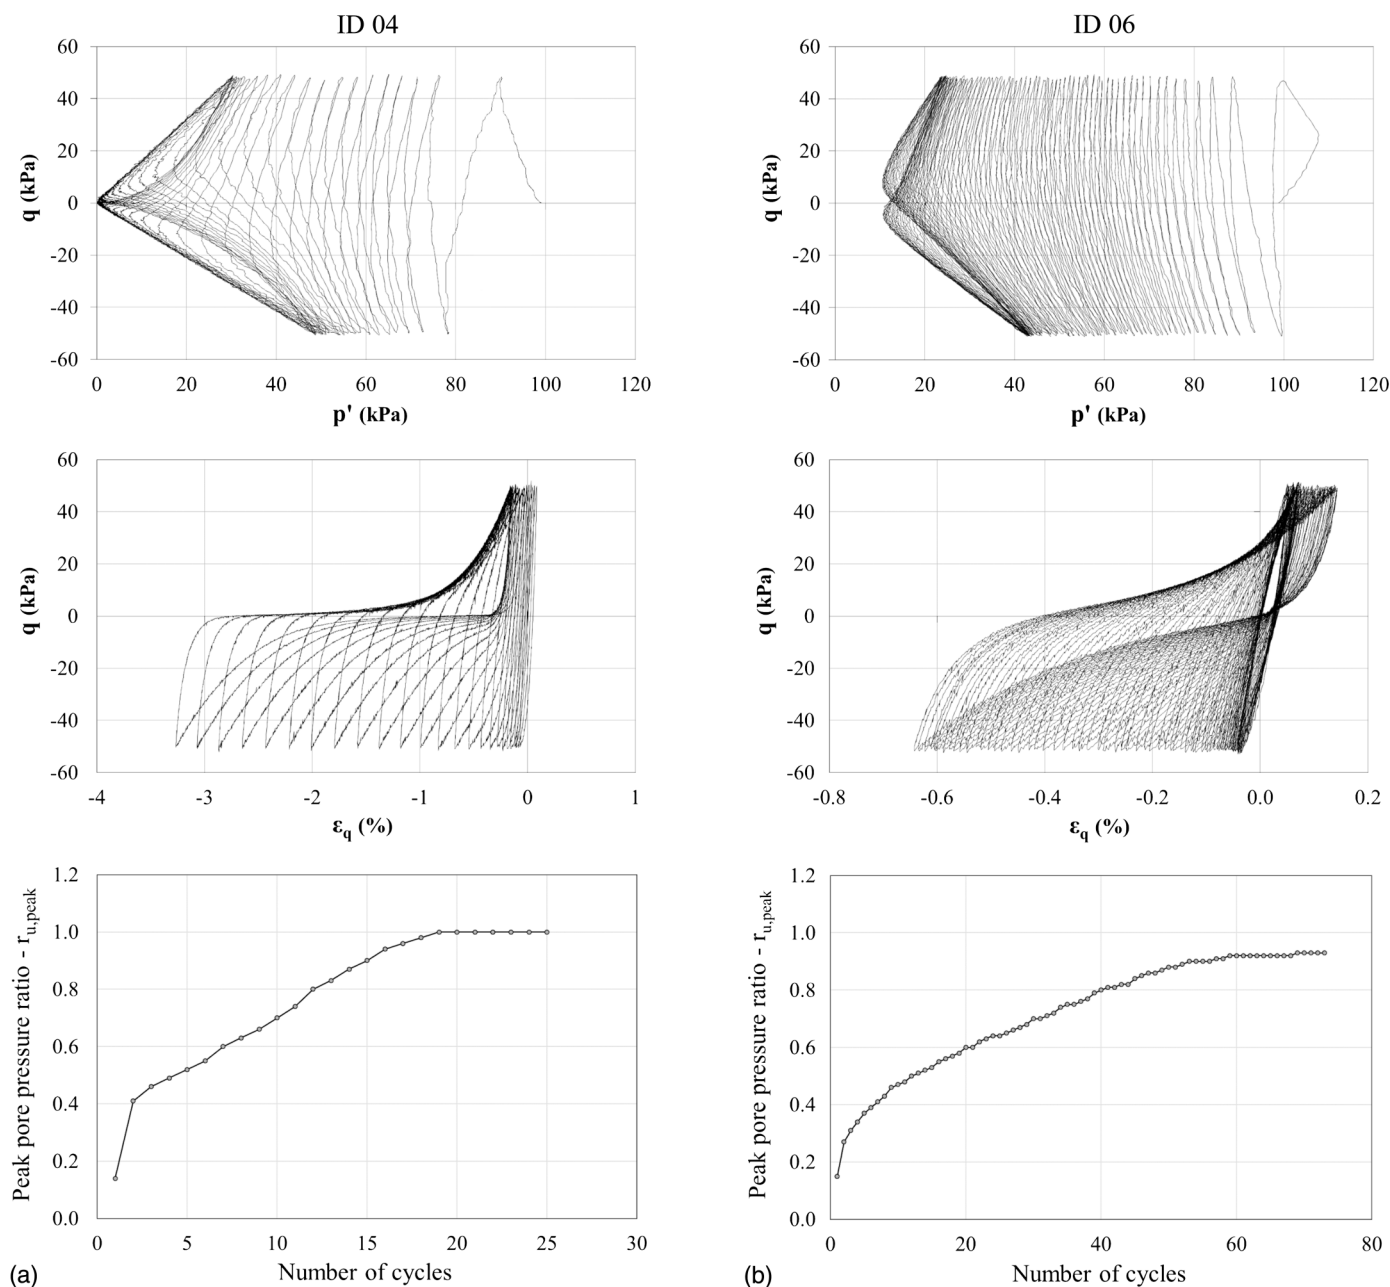 ID 04
ID 06
60
40
20
0
-20
-40
-60
q (kPa)
0 20 40 60 80 100 120
p' (kPa)
60
40
20
0
-20
-40
-60
q (kPa)
0 20 40 60 80 100 120
p' (kPa)
60
40
20
0
-20
-40
-60
q (kPa)
-4 -3 -2 -1 0 1
εq (%)
60
40
20
0
-20
-40
-60
q (kPa)
-0.8 -0.6 -0.4 -0.2 0.0 0.2
εq (%)
1.2
1.0
0.8
0.6
0.4
0.2
0.0
Peak pore pressure ratio - ru,peak
0 5 10 15 20 25 30
Number of cycles
(a)
1.2
1.0
0.8
0.6
0.4
0.2
0.0
Peak pore pressure ratio - ru,peak
0 20 40 60 80
Number of cycles
(b)